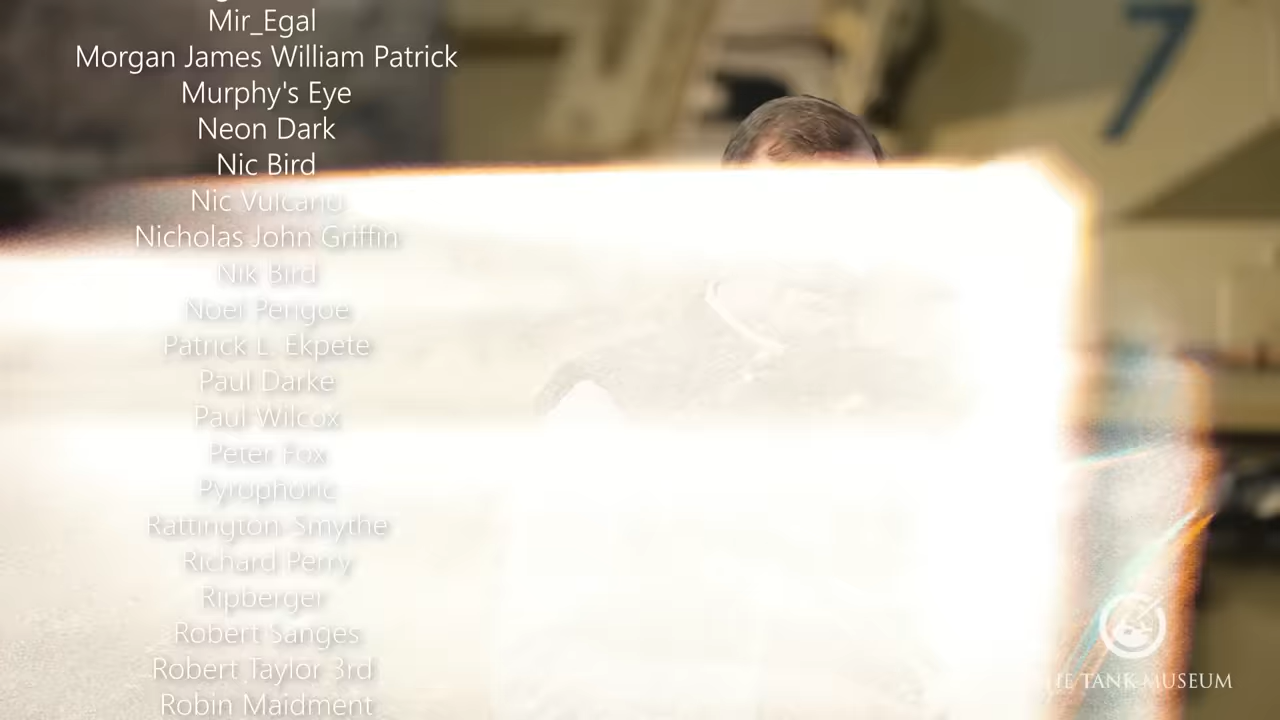 Mir_Egal
Morgan James William Patrick
Murphy's Eye
Neon Dark
Nic Bird
Nic Vulcano
Nicholas John Griffin
Nik Bird
Noel Perigoe
Patrick L. Ekpete
Paul Darke
Paul Wilcox
Peter Fox
Pyrophoric
Rattington-Smythe
Richard Perry
Ripberger
Robert Sanges
Robert Taylor 3rd
Robin Maidment
7
THE TANK MUSEUM